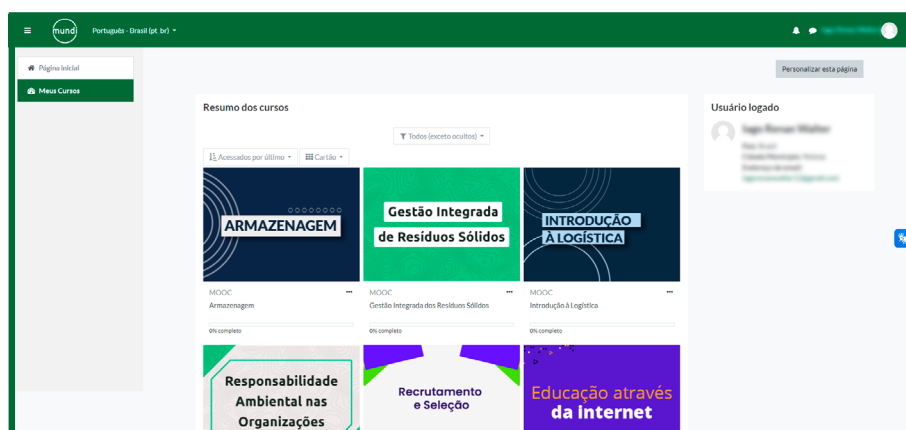 mundi
Português - Brasil (pt_br)
Página Inicial
Meus Cursos
Personalizar esta página
Resumo dos cursos
Todos (exceto ocultos)
Acessados por último
Cartão
Usuário logado
ARMAZENAGEM
Gestão Integrada
de Resíduos Sólidos
INTRODUÇÃO
À LOGÍSTICA
MOOC
Armazenagem
0% completo
MOOC
Gestão Integrada dos Resíduos Sólidos
0% completo
MOOC
Introdução à Logística
0% completo
Responsabilidade
Ambiental nas
Organizações
Recrutamento
e Seleção
Educação através
da internet